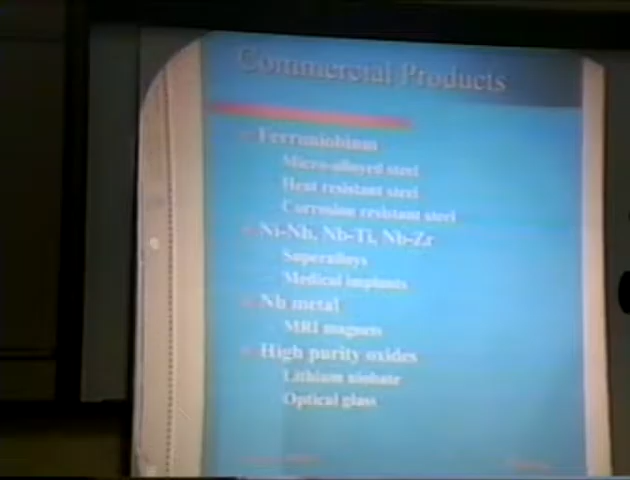 Commercial Products
Ferroniobium
Micro-alloyed steel
Heat resistant steel
Corrosion resistant steel
Ni-Nb, Nb-Ti, Nb-Zr
Superalloys
Medical implants
Nb metal
MRI magnets
High purity oxides
Lithium niobate
Optical glass